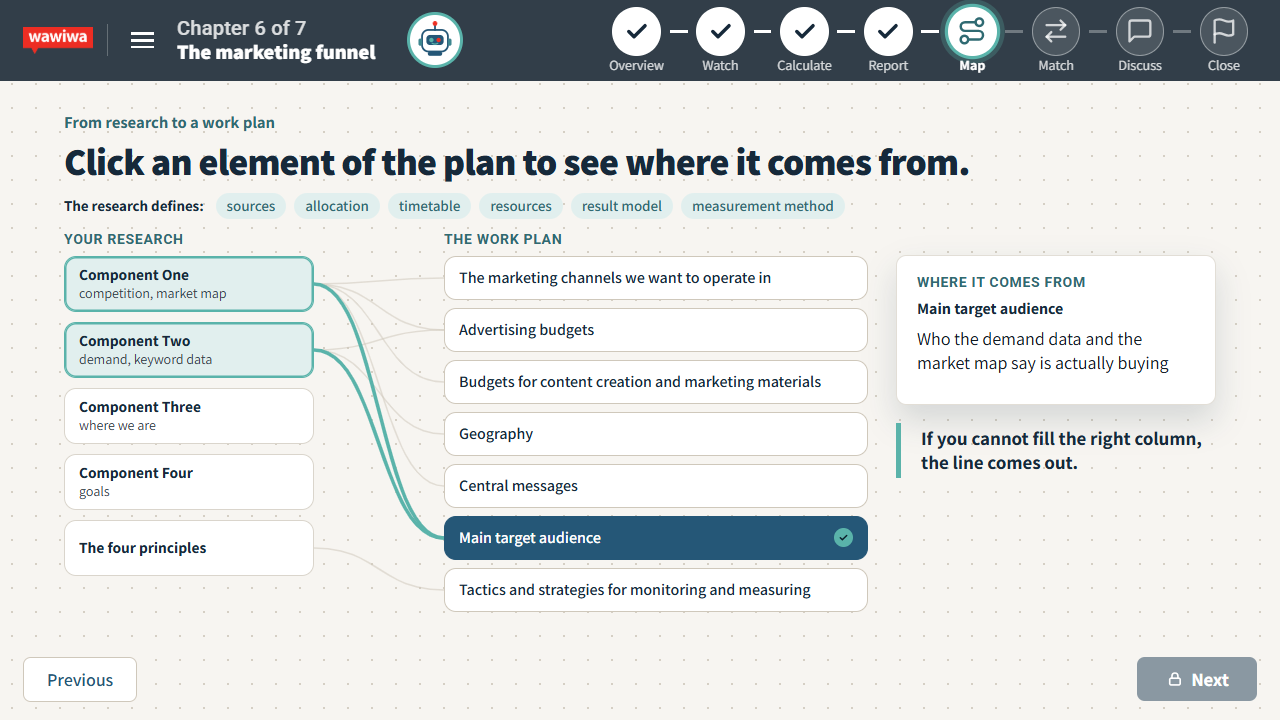 wawiwa
Chapter 6 of 7
The marketing funnel
Overview
Watch
Calculate
Report
Map
Match
Discuss
Close
From research to a work plan
Click an element of the plan to see where it comes from.
The research defines: sources allocation timetable resources result model measurement method
YOUR RESEARCH
Component One
competition, market map
Component Two
demand, keyword data
Component Three
where we are
Component Four
goals
The four principles
THE WORK PLAN
The marketing channels we want to operate in
Advertising budgets
Budgets for content creation and marketing materials
Geography
Central messages
Main target audience
Tactics and strategies for monitoring and measuring
WHERE IT COMES FROM
Main target audience
Who the demand data and the
market map say is actually buying
If you cannot fill the right column,
the line comes out.
Previous
Next